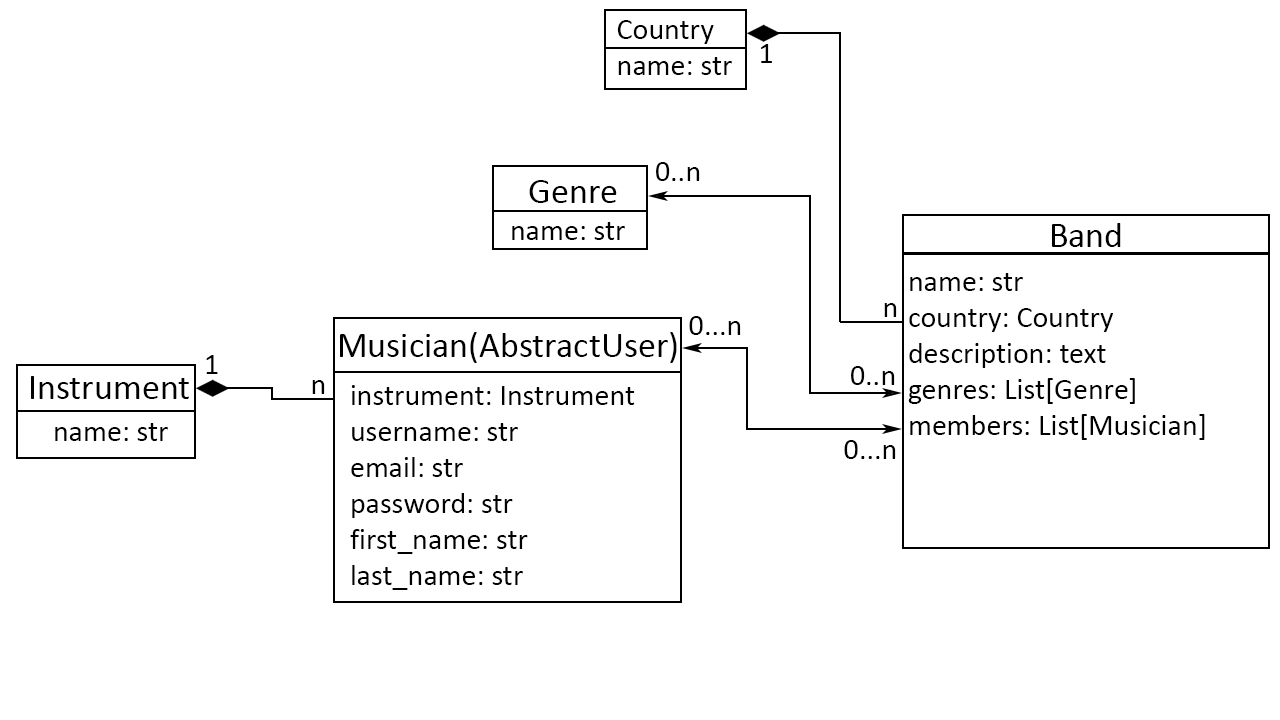 Country
name: str
1
Genre
name: str
0..n
Band
name: str
country: Country
description: text
genres: List[Genre]
members: List[Musician]
n
0..n
0...n
Musician(AbstractUser)
instrument: Instrument
username: str
email: str
password: str
first_name: str
last_name: str
0...n
n
Instrument
name: str
1